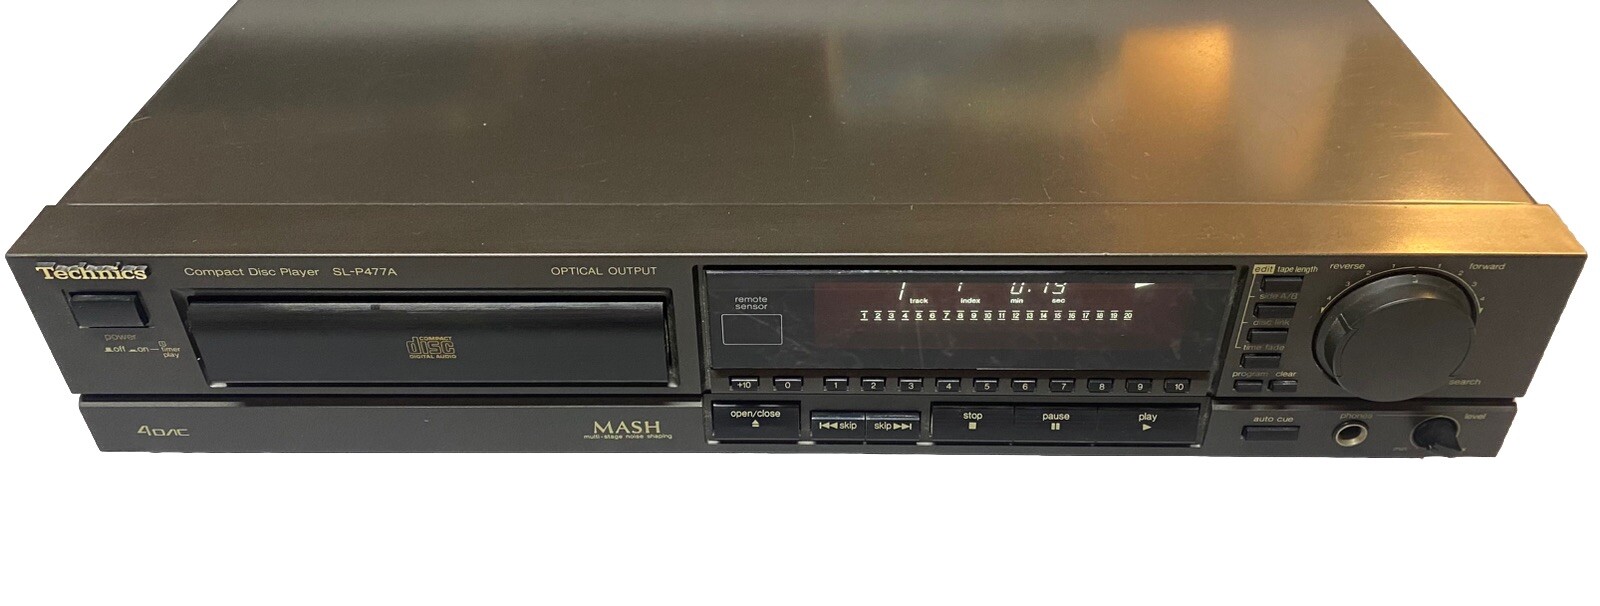 Technics Compact Disc Player SL-P477A OPTICAL OUTPUT
power
off on timer play
COMPACT
disc
DIGITAL AUDIO
4DAC
MASH
multi-stage noise shaping
remote
sensor
1 1 0:19
track index min sec
1 2 3 4 5 6 7 8 9 10 11 12 13 14 15 16 17 18 19 20
+10 0 1 2 3 4 5 6 7 8 9 10
open/close skip skip stop pause play
edit tape length
side A/B
disc link
time fade
program clear
reverse forward
search
auto cue phones level